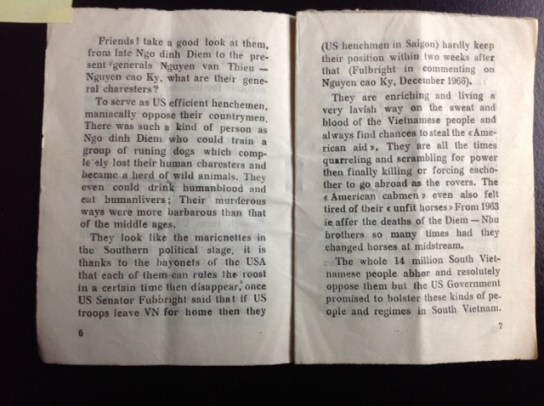 Friends! take a good look at them,
from late Ngo dinh Diem to the pre-
sent generals Nguyen van Thieu —
Nguyen cao Ky, what are their gene-
ral charesters?
To serve as US efficient henchemen,
maniacally oppose their countrymen.
There was such a kind of person as
Ngo dinh Diem who could train a
group of runing dogs which comp-
letely lost their human charesters and
became a herd of wild animals. They
even could drink humanblood and
eat humanlivers; Their murderous
ways were more barbarous than that
of the middle ages.
They look like the maricnettes in
the Southern political stage, it is
thanks to the bayonets of the USA
that each of them can rules the roost
in a certain time then disappear, once
US Senator Fulbbright said that if US
troops leave VN for home then they
6
(US henchmen in Saigon) hardly keep
their position within two weeks after
that (Fulbright in commenting on
Nguyen cao Ky, December 1966).
They are enriching and living a
very lavish way on the sweat and
blood of the Vietnamese people and
always find chances to steal the «Ame-
rican aid», They are all the times
quarreling and scrambling for power
then finally killing or forcing eacho-
ther to go abroad as the rovers. The
«American cabmen» even also felt
tired of their «unfit horses» From 1963
ie affer the deaths of the Diem — Nhu
brothers so many times had they
changed horses at midstream.
The whole 14 million South Viet-
namese people abhor and resolutely
oppose them but the US Government
promised to bolster these kinds of pe-
ople and regimes in South Vietnam.
7